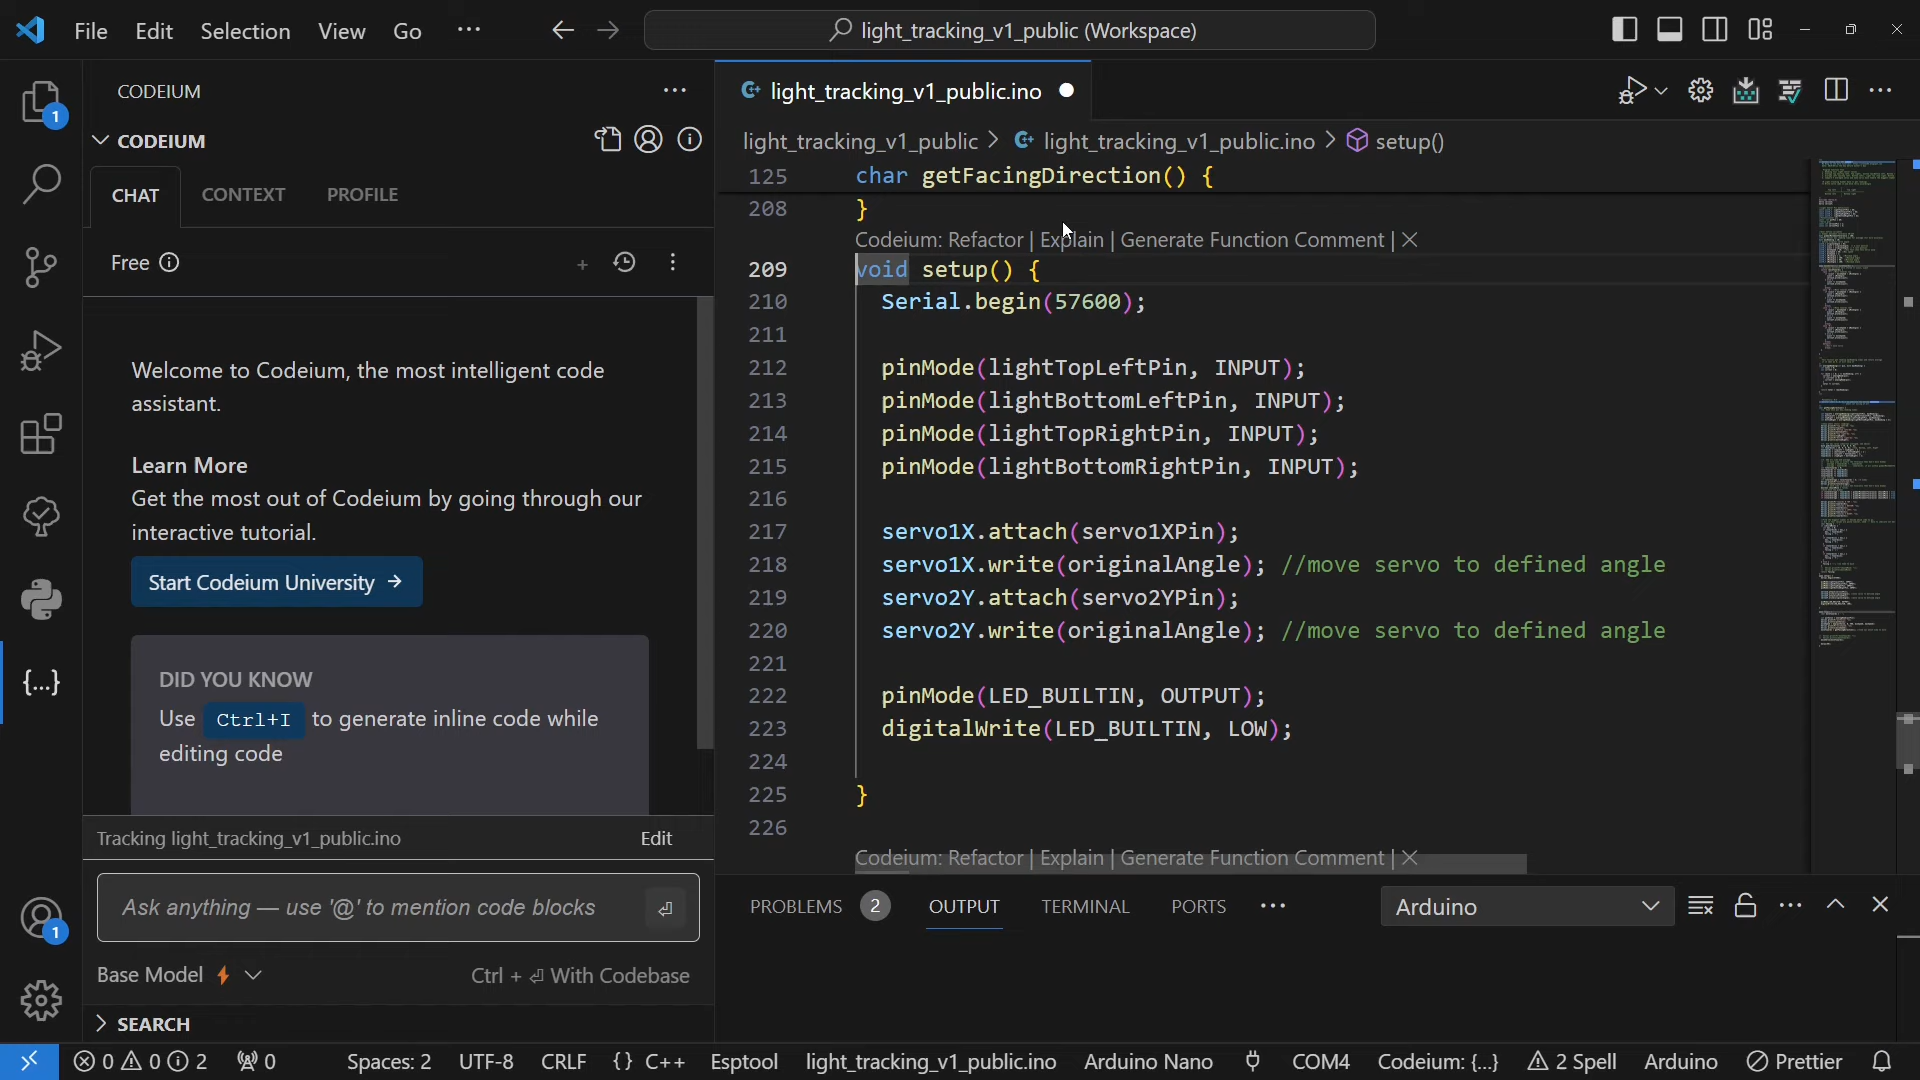 File Edit Selection View Go ···
light_tracking_v1_public (Workspace)
CODEIUM
CODEIUM
CHAT CONTEXT PROFILE
Free
Welcome to Codeium, the most intelligent code
assistant.
Learn More
Get the most out of Codeium by going through our
interactive tutorial.
Start Codeium University →
DID YOU KNOW
Use Ctrl+I to generate inline code while
editing code
Tracking light_tracking_v1_public.ino Edit
Ask anything — use '@' to mention code blocks
Base Model Ctrl + ⏎ With Codebase
SEARCH
1
1
light_tracking_v1_public.ino
light_tracking_v1_public > light_tracking_v1_public.ino > setup()
125 char getFacingDirection() {
208 }
Codeium: Refactor | Explain | Generate Function Comment | ×
209 void setup() {
210 Serial.begin(57600);
211
212 pinMode(lightTopLeftPin, INPUT);
213 pinMode(lightBottomLeftPin, INPUT);
214 pinMode(lightTopRightPin, INPUT);
215 pinMode(lightBottomRightPin, INPUT);
216
217 servo1X.attach(servo1XPin);
218 servo1X.write(originalAngle); //move servo to defined angle
219 servo2Y.attach(servo2YPin);
220 servo2Y.write(originalAngle); //move servo to defined angle
221
222 pinMode(LED_BUILTIN, OUTPUT);
223 digitalWrite(LED_BUILTIN, LOW);
224
225 }
226
Codeium: Refactor | Explain | Generate Function Comment | ×
PROBLEMS 2 OUTPUT TERMINAL PORTS ··· Arduino
0 0 2 0 Spaces: 2 UTF-8 CRLF {} C++ Esptool light_tracking_v1_public.ino Arduino Nano COM4 Codeium: {...} 2 Spell Arduino Prettier